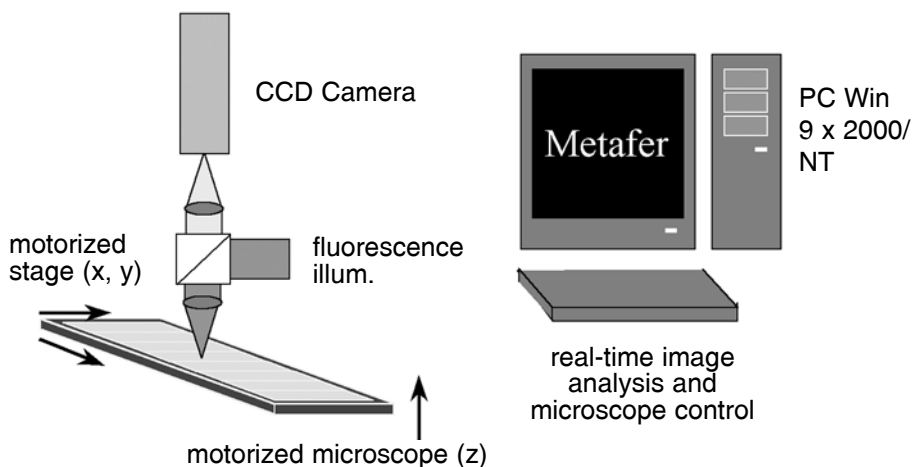 CCD Camera
motorized
stage (x, y)
fluorescence
illum.
motorized microscope (z)
Metafer
PC Win
9 x 2000/
NT
real-time image
analysis and
microscope control